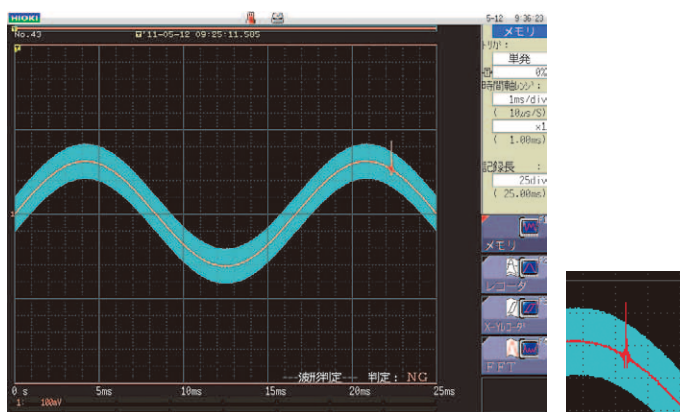 HIOKI
5-12 9:36:23
No.43 '11-05-12 09:25:11.505
メモリ
トリガ :
単発
0%
時間軸レンジ :
1ms/div
( 10μs/S)
×1
( 1.00ms)
記録長 :
25div
( 25.00ms)
メモリ
レコーダ
X-Yレコーダ
FFT
---波形判定--- 判定 : NG
0 s 5ms 10ms 15ms 20ms 25ms
1: 100mV